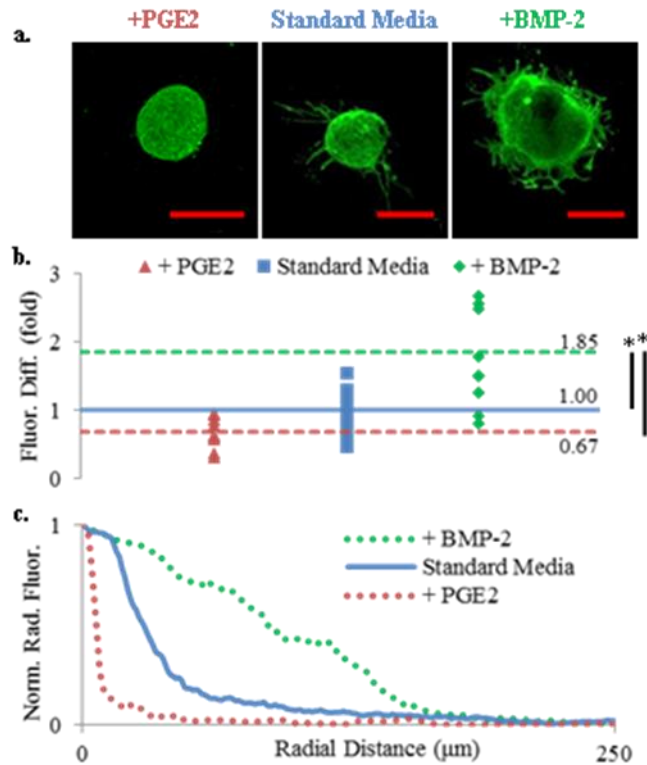 +PGE2 Standard Media +BMP-2
a.
b.
+ PGE2 Standard Media + BMP-2
3
2
1
0
Fluor. Diff. (fold)
1.85
1.00
0.67
* *
c.
1
0
Norm. Rad. Fluor.
+ BMP-2
Standard Media
+ PGE2
0 Radial Distance (μm) 250